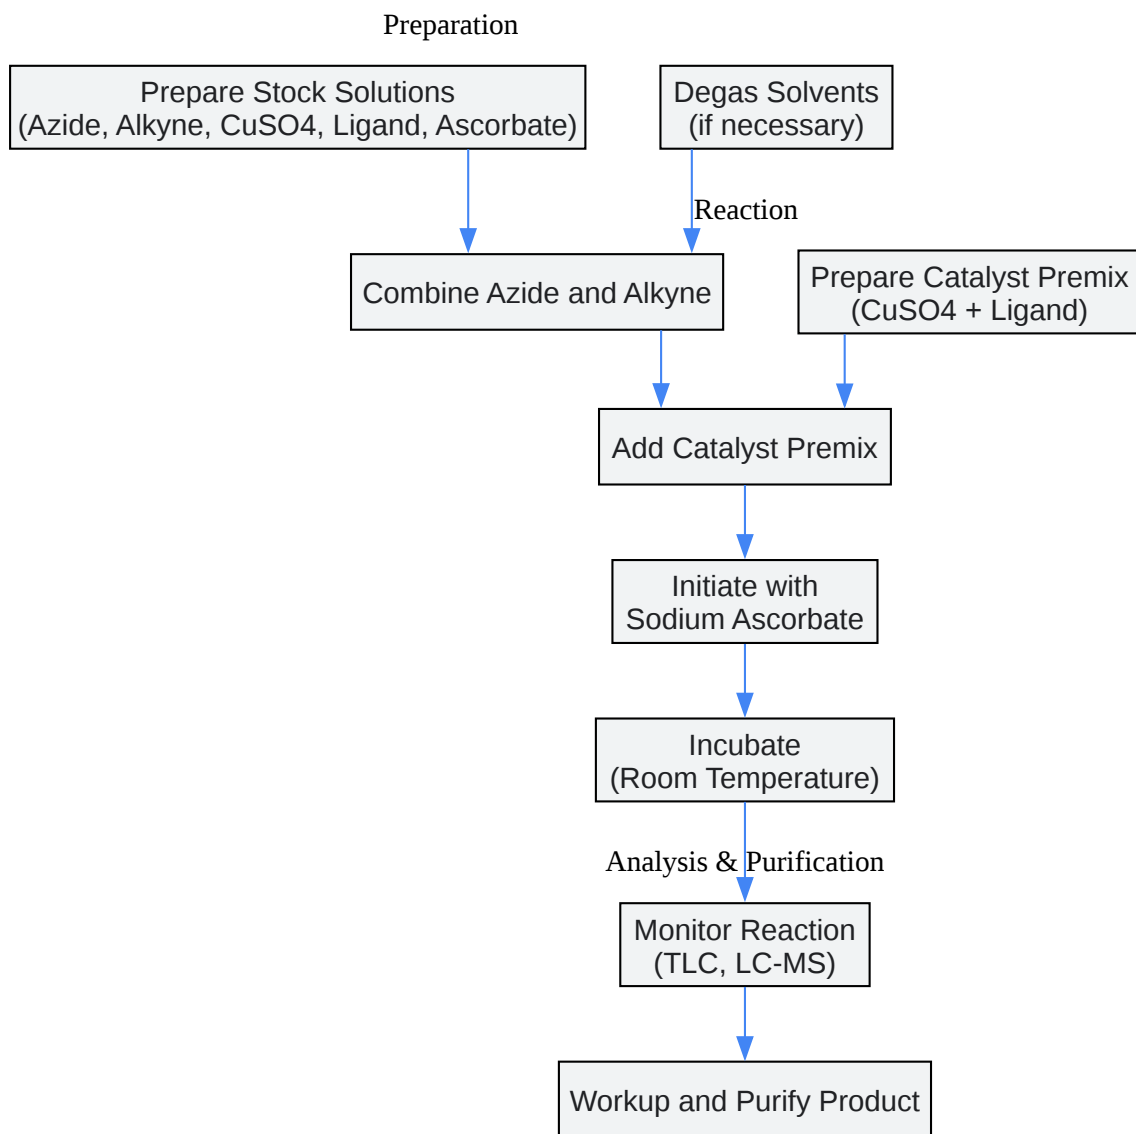 Preparation
Prepare Stock Solutions
(Azide, Alkyne, CuSO4, Ligand, Ascorbate)
Degas Solvents
(if necessary)
Reaction
Combine Azide and Alkyne
Prepare Catalyst Premix
(CuSO4 + Ligand)
Add Catalyst Premix
Initiate with
Sodium Ascorbate
Incubate
(Room Temperature)
Analysis & Purification
Monitor Reaction
(TLC, LC-MS)
Workup and Purify Product